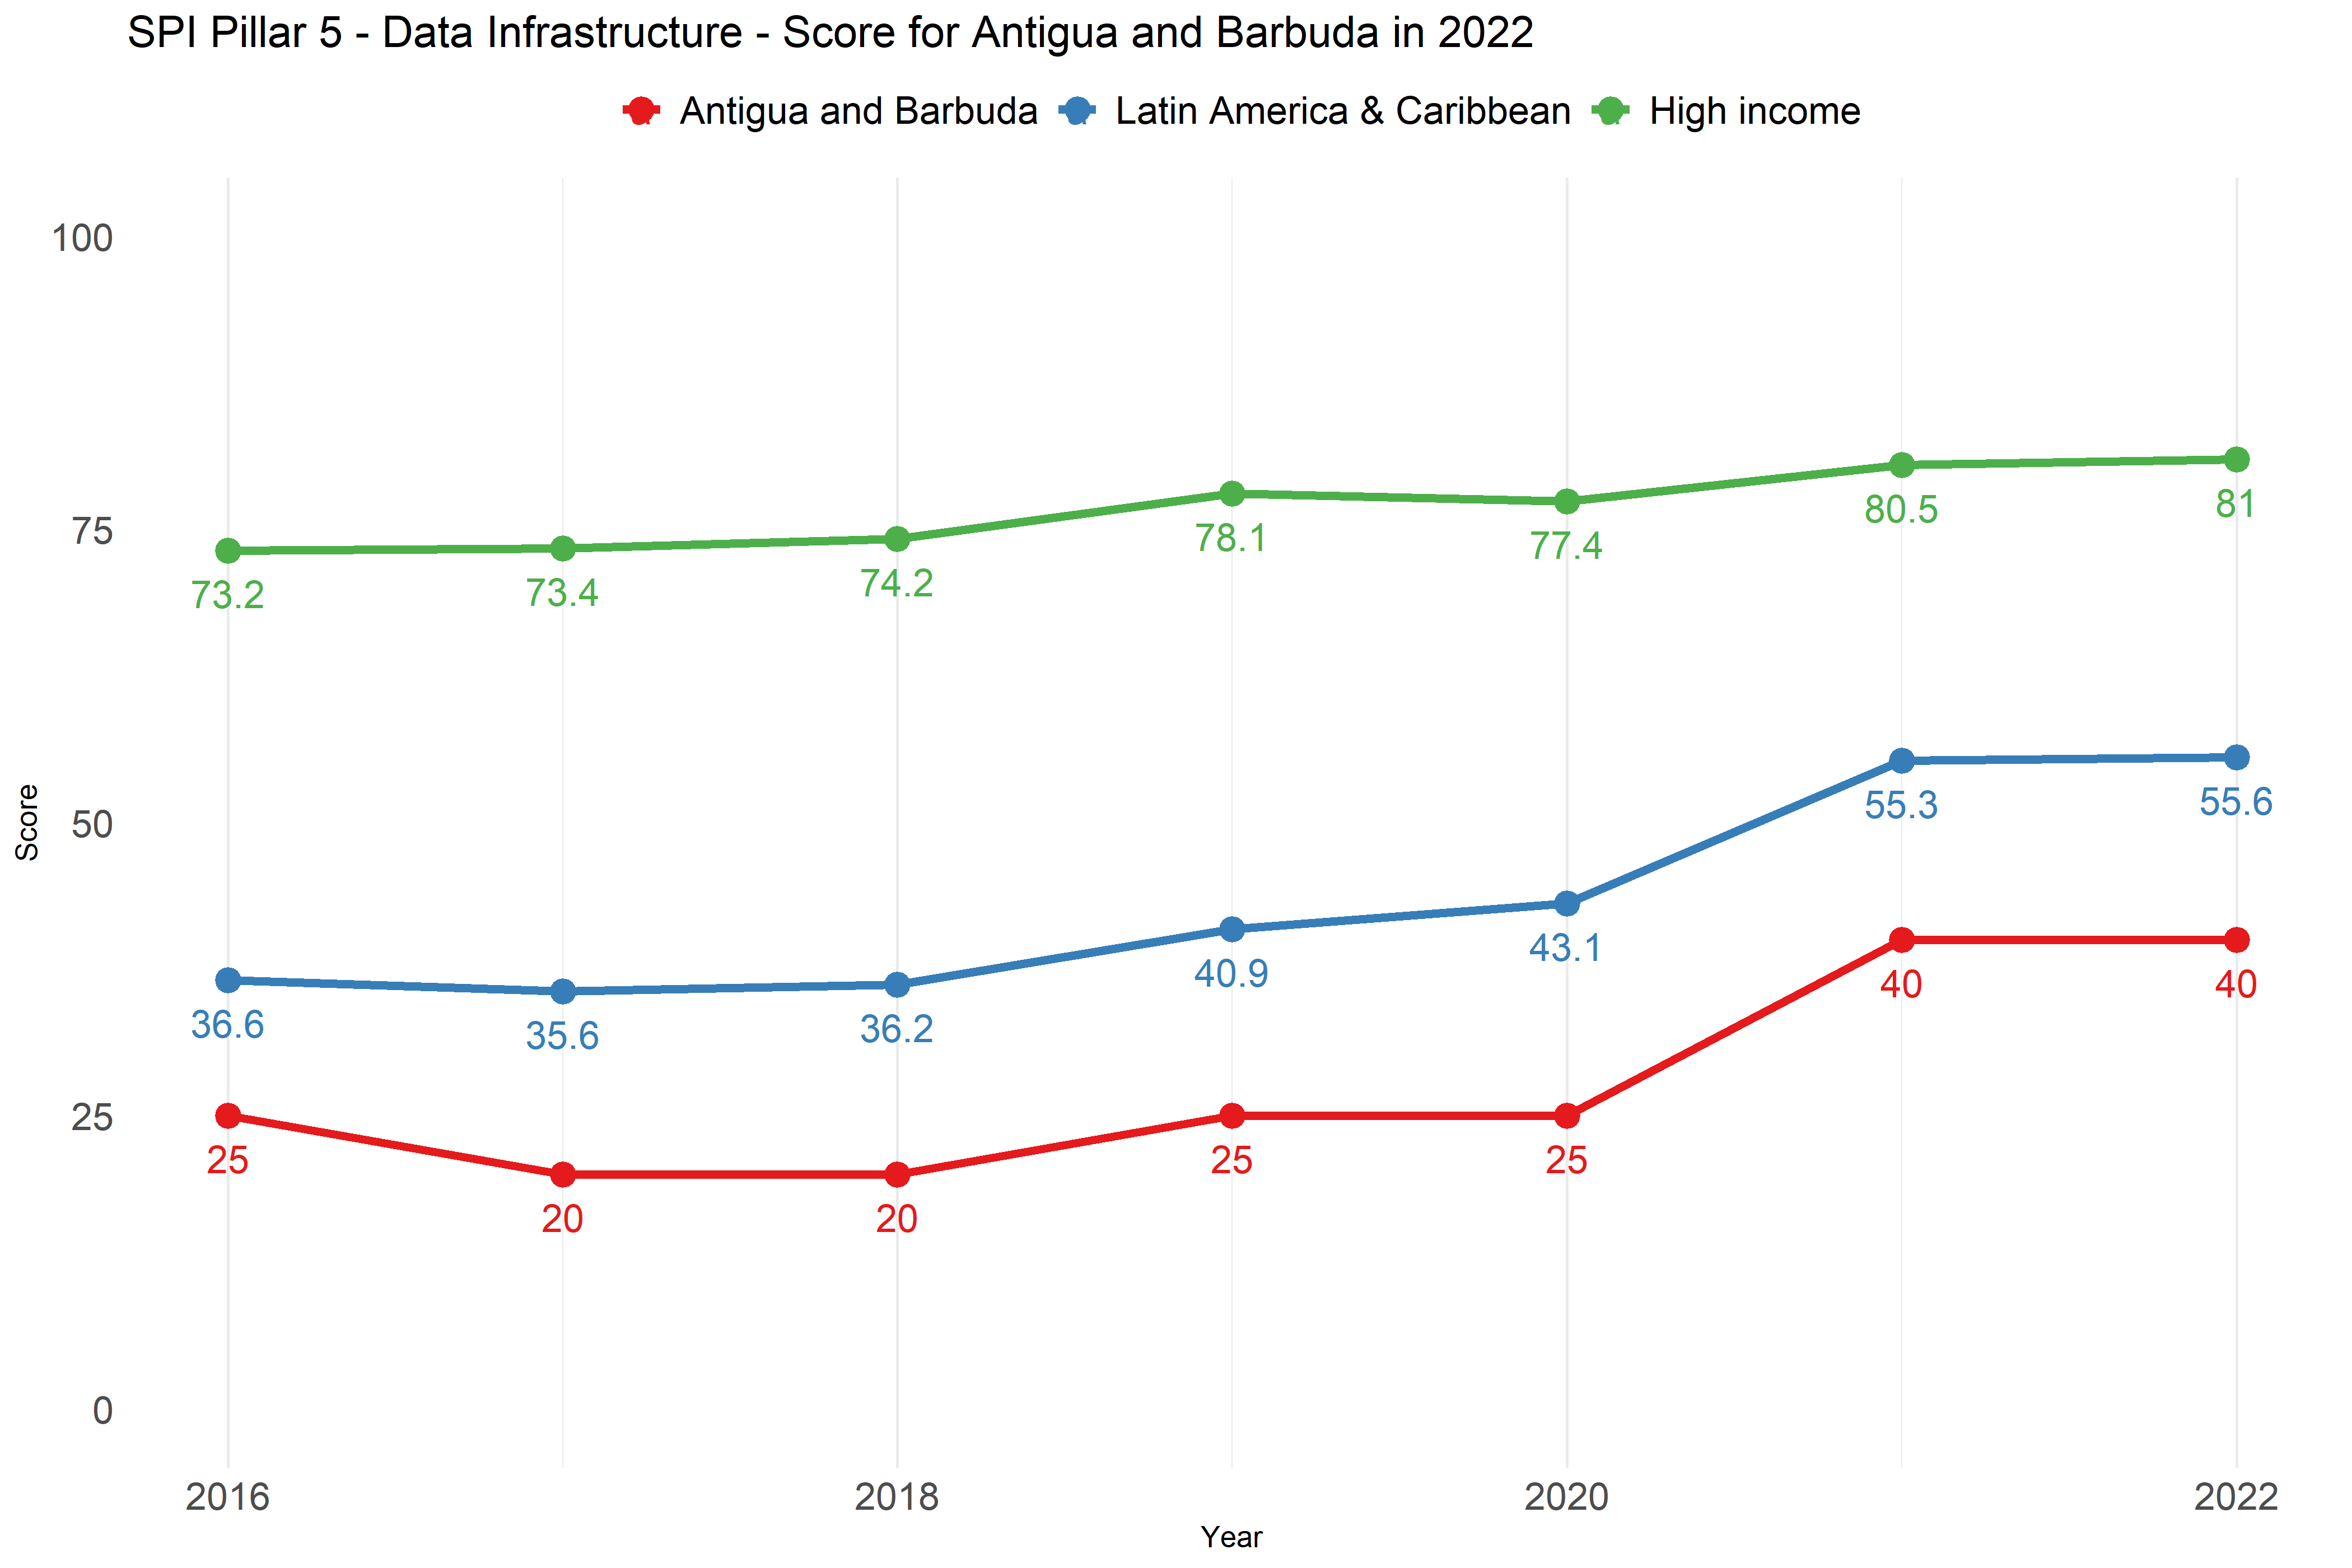 SPI Pillar 5 - Data Infrastructure - Score for Antigua and Barbuda in 2022
Antigua and Barbuda Latin America & Caribbean High income
100
75
50
25
0
Score
73.2 73.4 74.2 78.1 77.4 80.5 81
36.6 35.6 36.2 40.9 43.1 55.3 55.6
25 20 20 25 25 40 40
2016 2018 2020 2022
Year